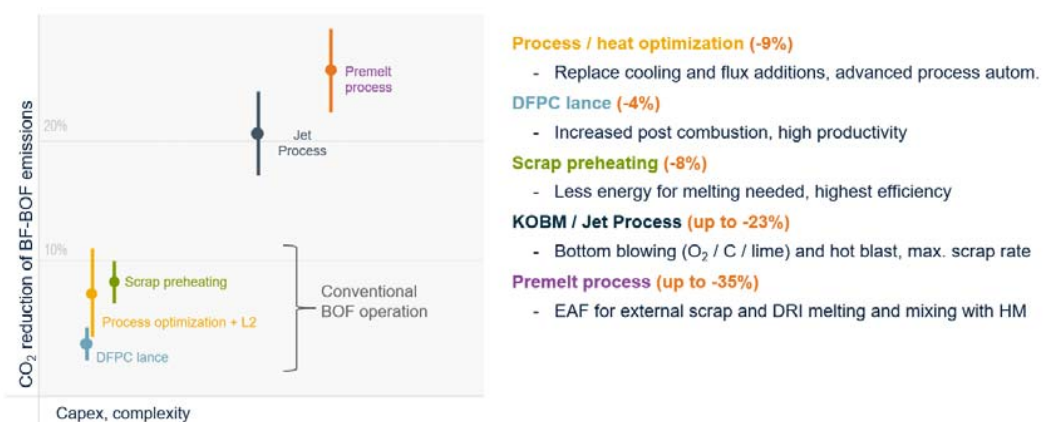 CO₂ reduction of BF-BOF emissions
20%
10%
Premelt
process
Jet
Process
Scrap preheating
Process optimization + L2
DFPC lance
Conventional
BOF operation
Capex, complexity
Process / heat optimization (-9%)
- Replace cooling and flux additions, advanced process autom.
DFPC lance (-4%)
- Increased post combustion, high productivity
Scrap preheating (-8%)
- Less energy for melting needed, highest efficiency
KOBM / Jet Process (up to -23%)
- Bottom blowing (O₂ / C / lime) and hot blast, max. scrap rate
Premelt process (up to -35%)
- EAF for external scrap and DRI melting and mixing with HM